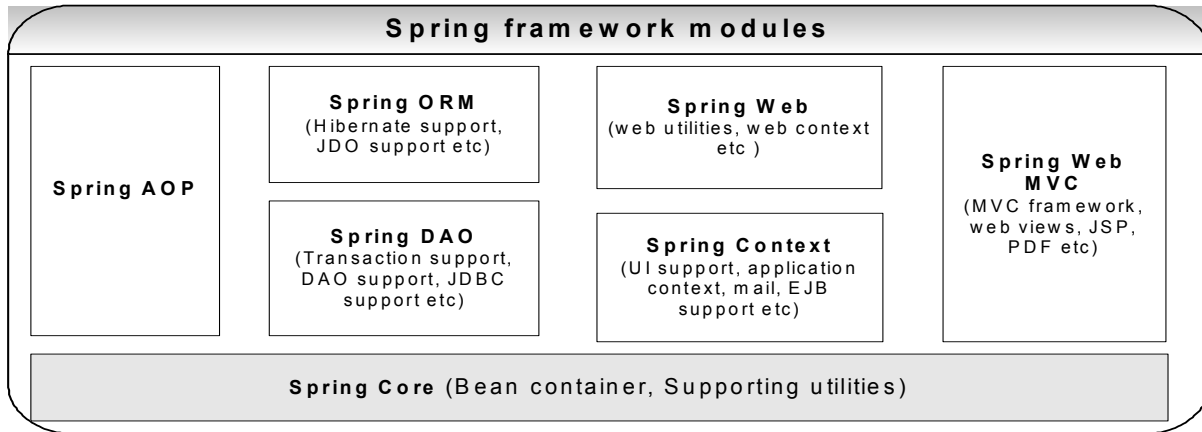 Spring framework modules
Spring AOP
Spring ORM
(Hibernate support,
JDO support etc)
Spring DAO
(Transaction support,
DAO support, JDBC
support etc)
Spring Web
(web utilities, web context
etc )
Spring Context
(UI support, application
context, mail, EJB
support etc)
Spring Web
MVC
(MVC framework,
web views, JSP,
PDF etc)
Spring Core (Bean container, Supporting utilities)